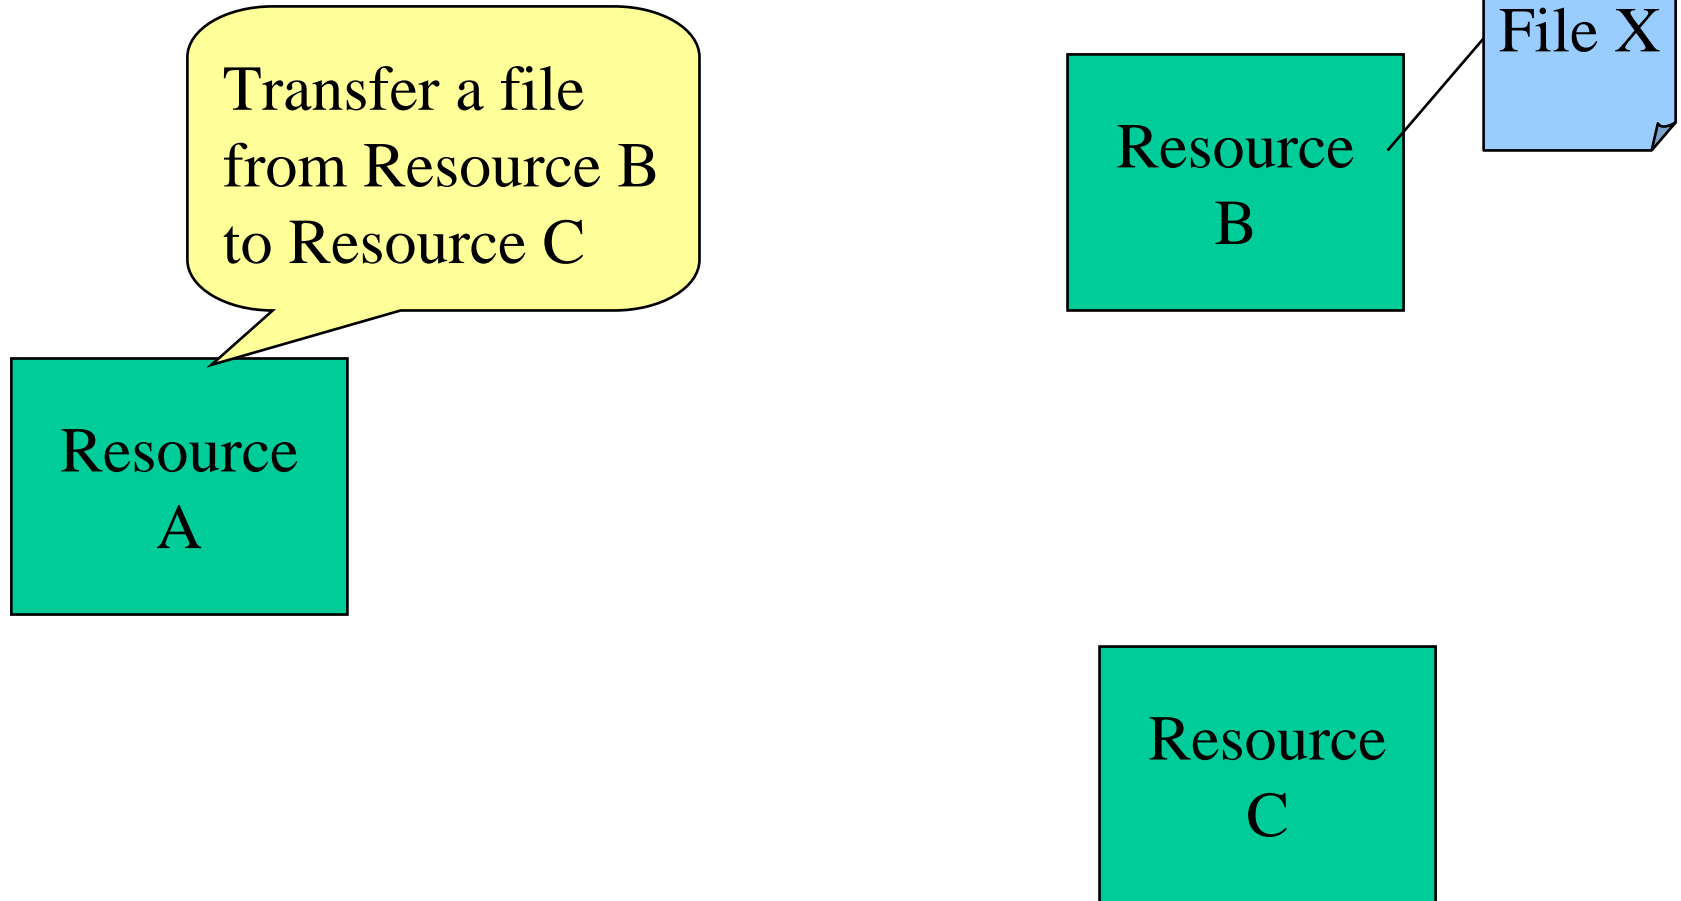 Transfer a file
from Resource B
to Resource C
File X
Resource
B
Resource
A
Resource
C